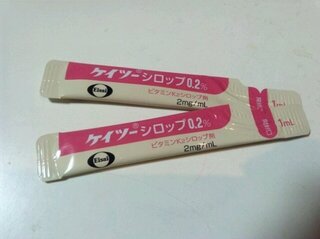 ケイツー®シロップ0.2%
Eisai
ビタミンK₂シロップ剤
2mg/mL
1mL
ケイツー®シロップ0.2%
Eisai
ビタミンK₂シロップ剤
2mg/mL
1mL